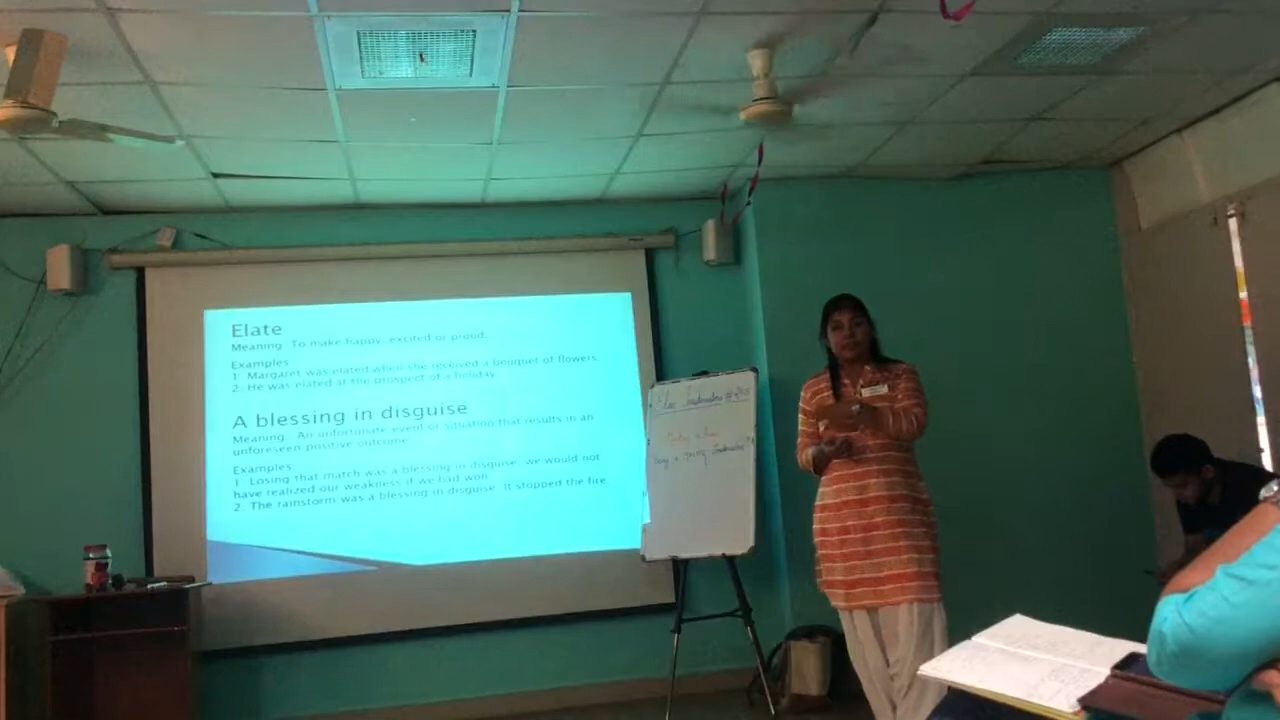 Elate
Meaning: To make happy, excited or proud.
Examples:
1. Margaret was elated when she received a bouquet of flowers.
2. He was elated at the prospect of a holiday.
A blessing in disguise
Meaning: An unfortunate event or situation that results in an
unforeseen positive outcome.
Examples:
1. Losing that match was a blessing in disguise; we would not
have realized our weakness if we had won.
2. The rainstorm was a blessing in disguise. It stopped the fire.